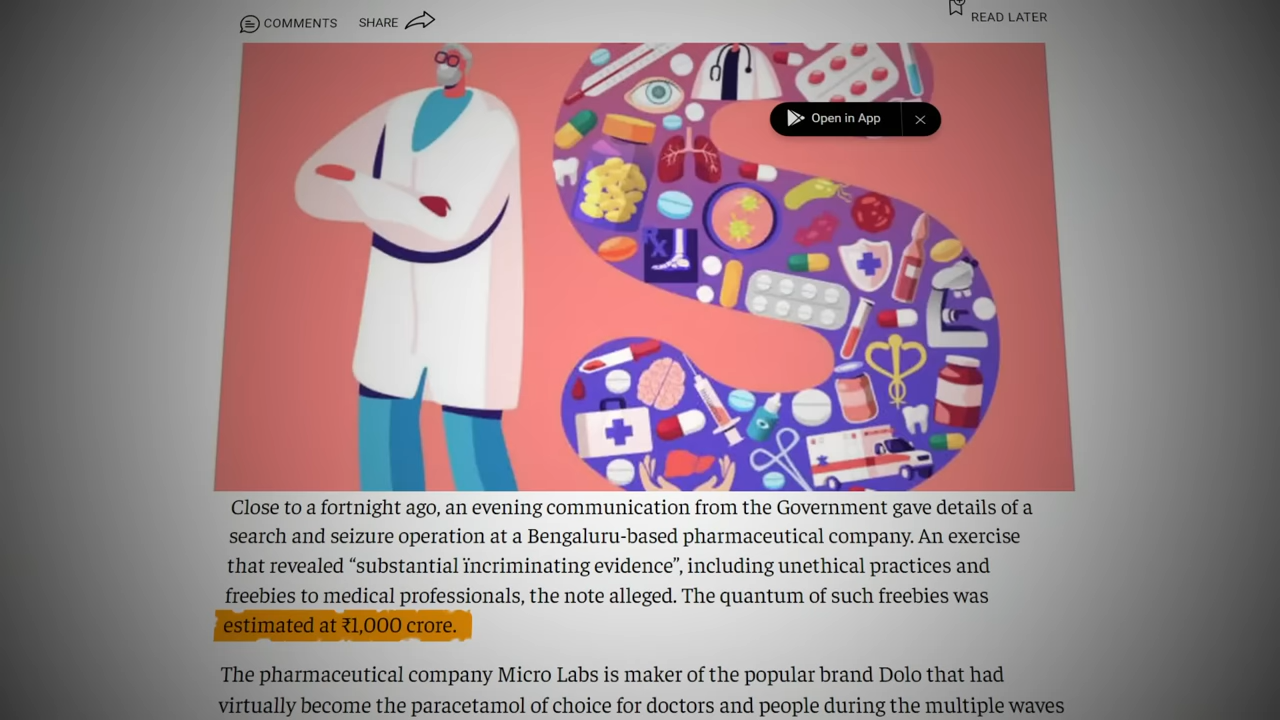 COMMENTS SHARE READ LATER
Open in App
Rx
Close to a fortnight ago, an evening communication from the Government gave details of a
search and seizure operation at a Bengaluru-based pharmaceutical company. An exercise
that revealed “substantial ïncriminating evidence”, including unethical practices and
freebies to medical professionals, the note alleged. The quantum of such freebies was
estimated at ₹1,000 crore.
The pharmaceutical company Micro Labs is maker of the popular brand Dolo that had
virtually become the paracetamol of choice for doctors and people during the multiple waves